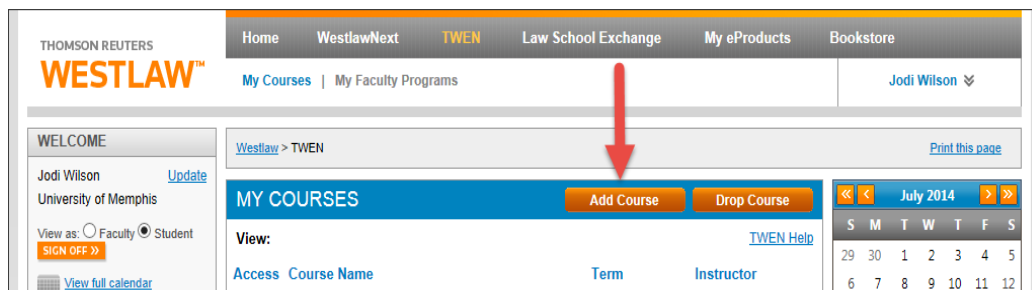 THOMSON REUTERS
WESTLAW™
Home WestlawNext TWEN Law School Exchange My eProducts Bookstore
My Courses | My Faculty Programs
Jodi Wilson
WELCOME
Jodi Wilson Update
University of Memphis
View as: Faculty Student
SIGN OFF »
View full calendar
Westlaw > TWEN
Print this page
MY COURSES Add Course Drop Course
View: TWEN Help
Access Course Name Term Instructor
« < July 2014 > »
S M T W T F S
29 30 1 2 3 4 5
6 7 8 9 10 11 12